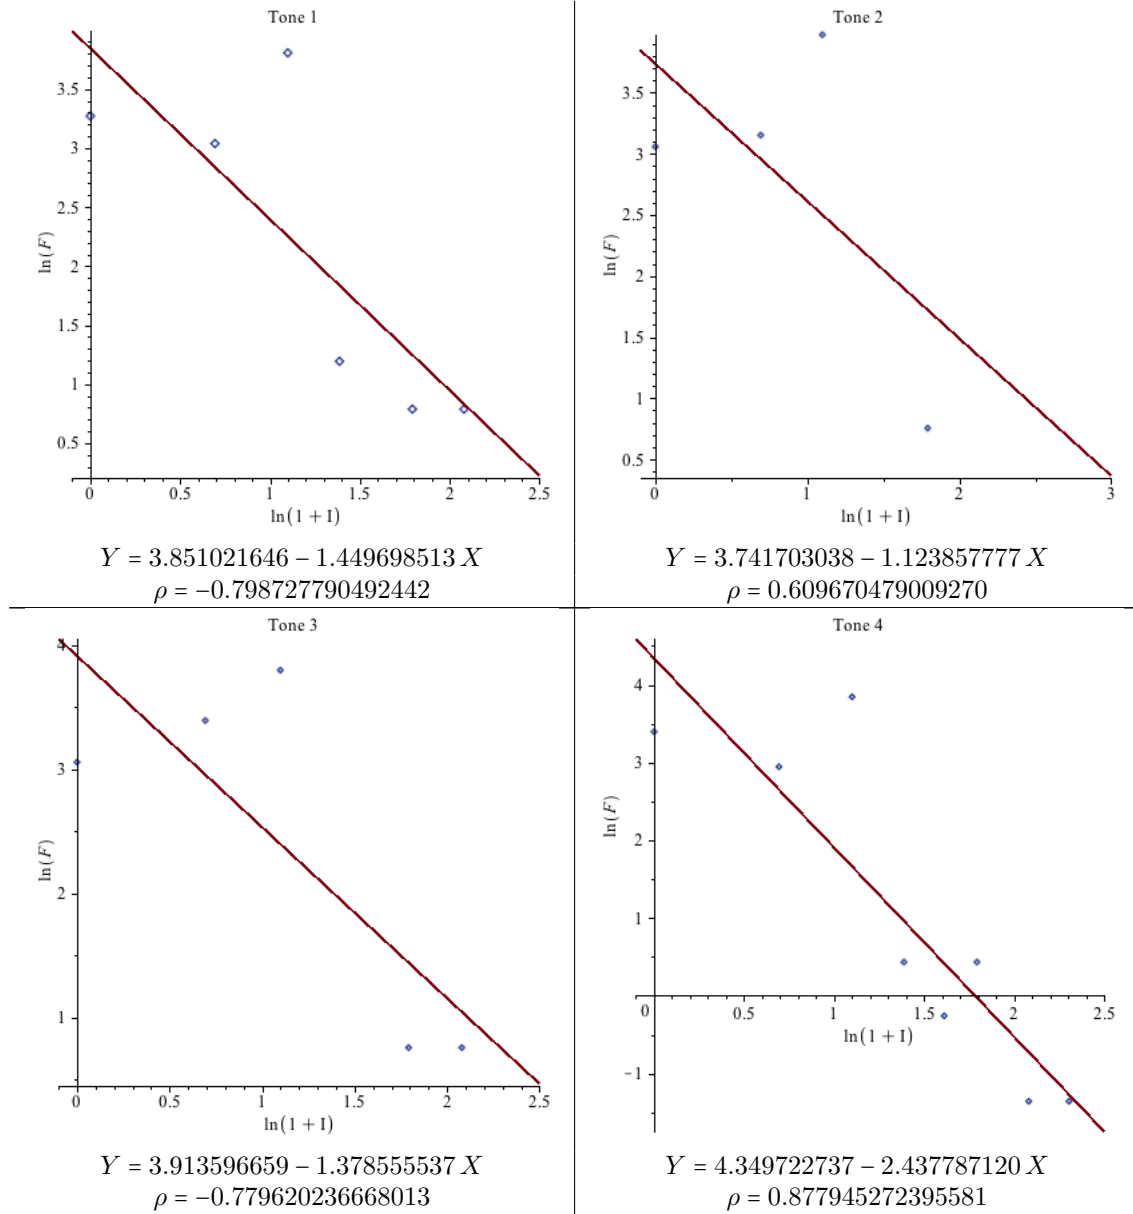 Tone 1
3.5
3
2.5
2
1.5
1
0.5
ln(F)
0 0.5 1 1.5 2 2.5
ln(1 + I)
Y = 3.851021646 − 1.449698513 X
ρ = −0.798727790492442
Tone 2
3.5
3
2.5
2
1.5
1
0.5
ln(F)
0 1 2 3
ln(1 + I)
Y = 3.741703038 − 1.123857777 X
ρ = 0.609670479009270
Tone 3
4
3
2
1
ln(F)
0 0.5 1 1.5 2 2.5
ln(1 + I)
Y = 3.913596659 − 1.378555537 X
ρ = −0.779620236668013
Tone 4
4
3
2
1
ln(F)
0 0.5 1 1.5 2 2.5
ln(1 + I)
−1
Y = 4.349722737 − 2.437787120 X
ρ = 0.877945272395581